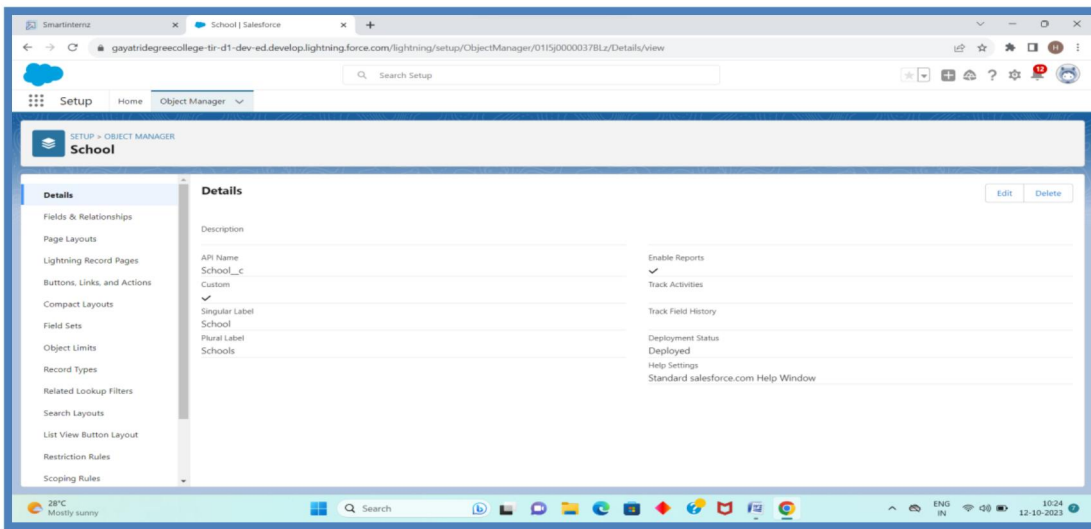 Smartinternz
School | Salesforce
gayatridegreecollege-tir-d1-dev-ed.develop.lightning.force.com/lightning/setup/ObjectManager/01I5j0000037BLz/Details/view
H
Search Setup
12
Setup Home Object Manager
SETUP > OBJECT MANAGER
School
Details
Fields & Relationships
Page Layouts
Lightning Record Pages
Buttons, Links, and Actions
Compact Layouts
Field Sets
Object Limits
Record Types
Related Lookup Filters
Search Layouts
List View Button Layout
Restriction Rules
Scoping Rules
Details
Edit Delete
Description
API Name
School__c
Custom
Singular Label
School
Plural Label
Schools
Enable Reports
Track Activities
Track Field History
Deployment Status
Deployed
Help Settings
Standard salesforce.com Help Window
28°C
Mostly sunny
Search
ENG
IN
10:24
12-10-2023